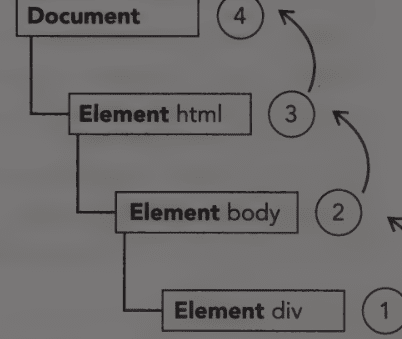 Document 4
Element html 3
Element body 2
Element div 1